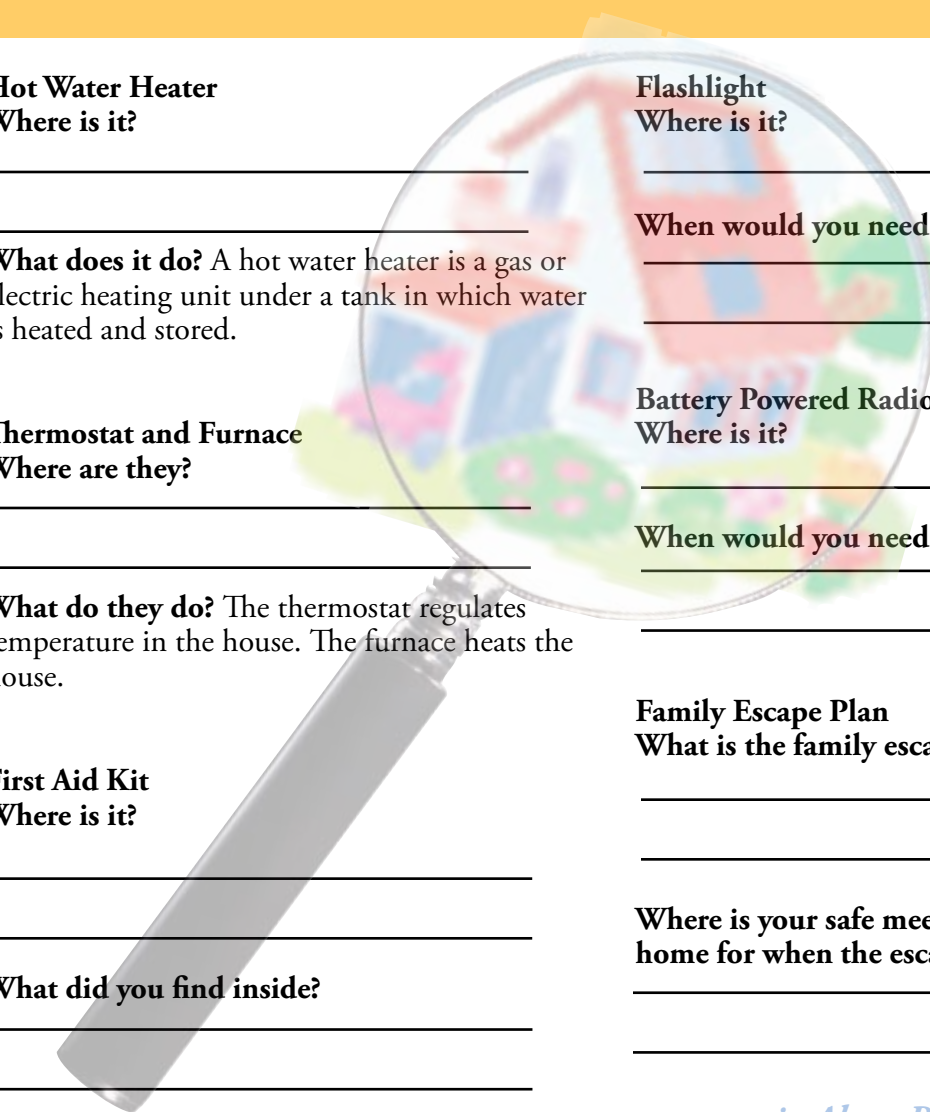 Hot Water Heater
Where is it?
What does it do? A hot water heater is a gas or
lectric heating unit under a tank in which water
s heated and stored.
Thermostat and Furnace
Where are they?
What do they do? The thermostat regulates
temperature in the house. The furnace heats the
house.
First Aid Kit
Where is it?
What did you find inside?
Flashlight
Where is it?
When would you need
Battery Powered Radio
Where is it?
When would you need
Family Escape Plan
What is the family esca
Where is your safe mee
home for when the esca